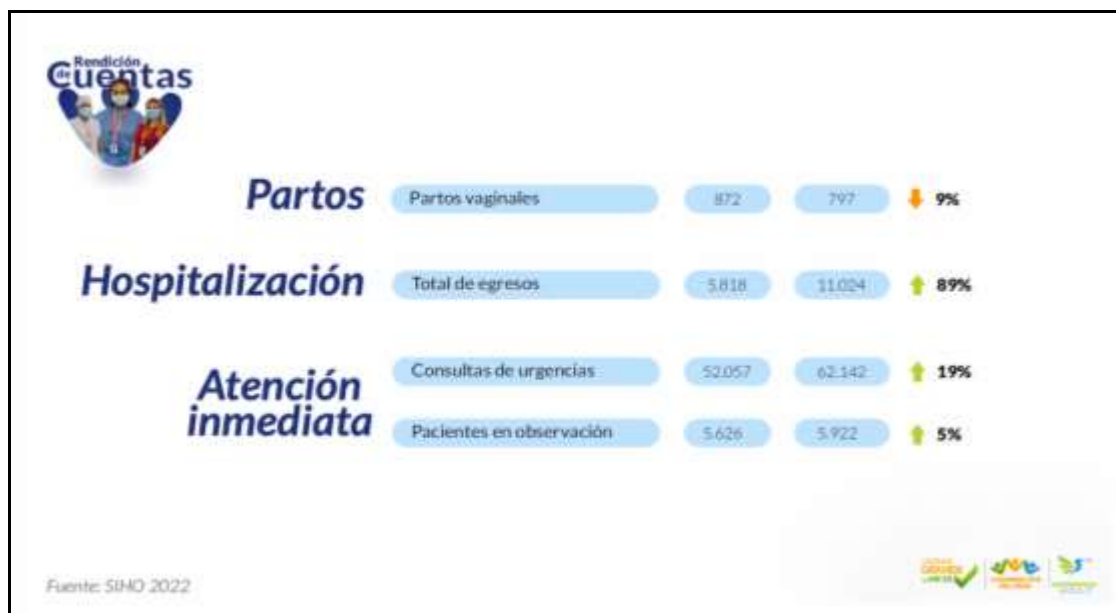 Rendición
de
Cuentas
Partos Partos vaginales 872 797 9%
Hospitalización Total de egresos 5.818 11.024 89%
Atención
inmediata
Consultas de urgencias 52.057 62.142 19%
Pacientes en observación 5.626 5.922 5%
Fuente: SIHO 2022